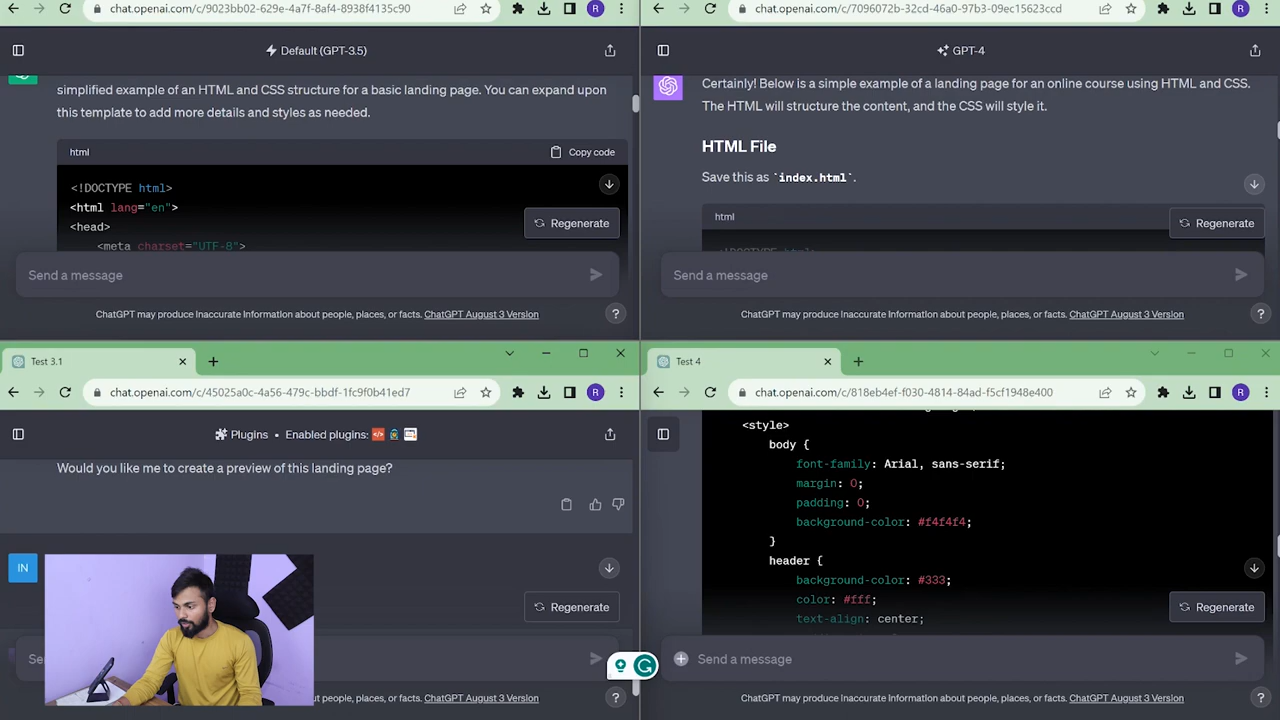 chat.openai.com/c/9023bb02-629e-4a7f-8af4-8938f4135c90
R
Default (GPT-3.5)
simplified example of an HTML and CSS structure for a basic landing page. You can expand upon
this template to add more details and styles as needed.
html
Copy code
<!DOCTYPE html>
<html lang="en">
<head>
<meta charset="UTF-8">
Regenerate
Send a message
ChatGPT may produce inaccurate information about people, places, or facts. ChatGPT August 3 Version
?
chat.openai.com/c/7096072b-32cd-46a0-97b3-09ec15623ccd
R
GPT-4
Certainly! Below is a simple example of a landing page for an online course using HTML and CSS.
The HTML will structure the content, and the CSS will style it.
HTML File
Save this as `index.html`.
html
<!DOCTYPE html>
Regenerate
Send a message
ChatGPT may produce inaccurate information about people, places, or facts. ChatGPT August 3 Version
?
Test 3.1
chat.openai.com/c/45025a0c-4a56-479c-bbdf-1fc9f0b41ed7
R
Plugins • Enabled plugins:
Would you like me to create a preview of this landing page?
IN
Regenerate
Se
t people, places, or facts. ChatGPT August 3 Version
?
Test 4
chat.openai.com/c/818eb4ef-f030-4814-84ad-f5cf1948e400
R
<style>
body {
font-family: Arial, sans-serif;
margin: 0;
padding: 0;
background-color: #f4f4f4;
}
header {
background-color: #333;
color: #fff;
text-align: center;
Regenerate
Send a message
ChatGPT may produce inaccurate information about people, places, or facts. ChatGPT August 3 Version
?